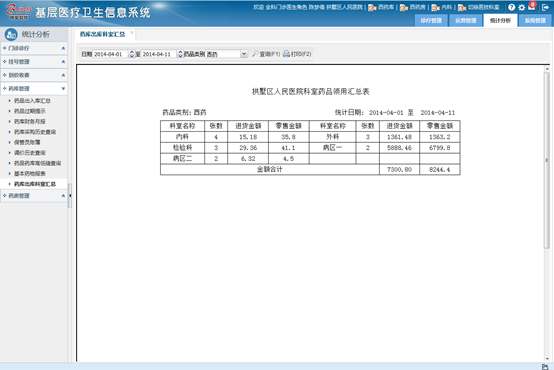 基层医疗卫生信息系统
欢迎 全科门诊医生角色 陈梦倩 拱墅区人民医院 | 西药库 | 西药房 | 内科 | 切换医技科室
诊疗管理 运营管理 统计分析 系统管理
统计分析
门诊诊疗
挂号管理
划价收费
药库管理
药品出入库汇总
药品过期提示
药库财务月报
药库采购历史查询
保管员账簿
调价历史查询
药品药库高低储查询
基本药物报表
药库出库科室汇总
药房管理
药库出库科室汇总 ×
日期 2014-04-01 至 2014-04-11 药品类别 西药 查询(F1) 打印(F2)
拱墅区人民医院科室药品领用汇总表
药品类别: 西药 统计日期: 2014-04-01 至 2014-04-11
科室名称 张数 进货金额 零售金额 科室名称 张数 进货金额 零售金额
内科 4 15.18 35.8 外科 3 1361.48 1363.2
检验科 3 29.36 41.1 病区一 2 5888.46 6799.8
病区二 2 6.32 4.5
金额合计 7300.80 8244.4